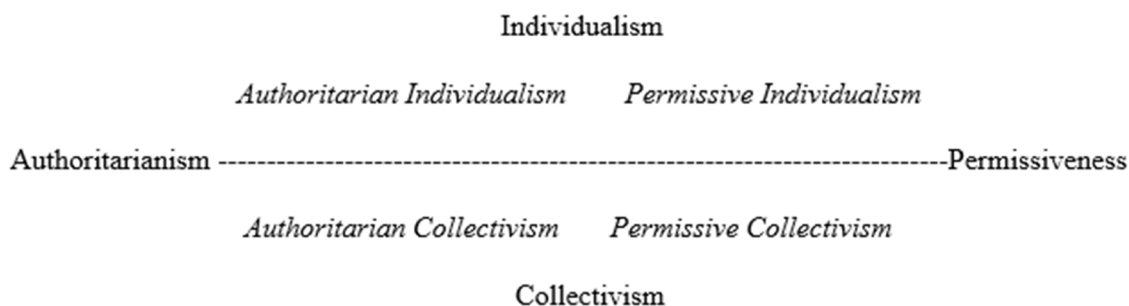 Individualism
Authoritarian Individualism Permissive Individualism
Authoritarianism ----------------------------------------------------------------------------Permissiveness
Authoritarian Collectivism Permissive Collectivism
Collectivism